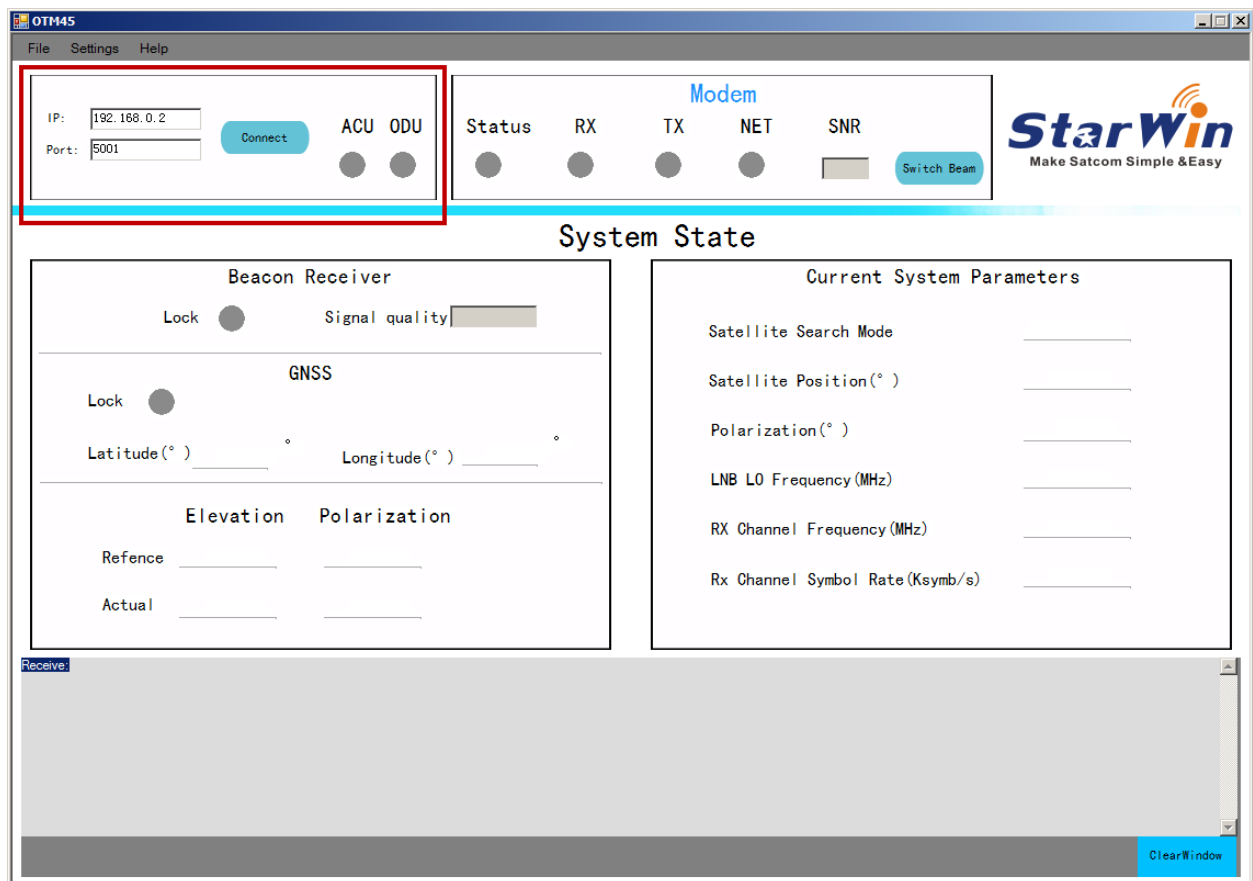 OTM45
File Settings Help
IP: 192.168.0.2
Port: 5001
Connect
ACU ODU
Modem
Status RX TX NET SNR
Switch Beam
StarWin
Make Satcom Simple &Easy
System State
Beacon Receiver
Lock Signal quality
GNSS
Lock
Latitude(°) ° Longitude(°) °
Elevation Polarization
Refence
Actual
Current System Parameters
Satellite Search Mode
Satellite Position(°)
Polarization(°)
LNB LO Frequency(MHz)
RX Channel Frequency(MHz)
Rx Channel Symbol Rate(Ksymb/s)
Receive:
ClearWindow